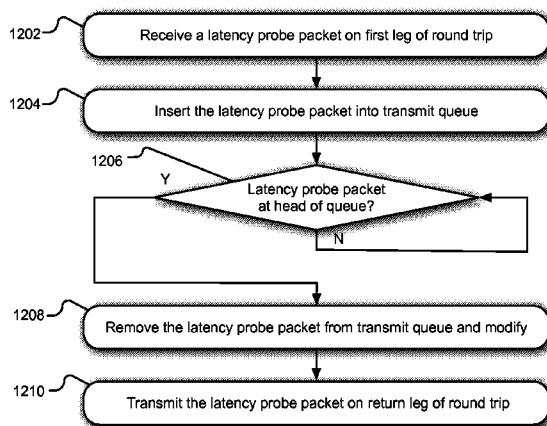 1202
Receive a latency probe packet on first leg of round trip
1204
Insert the latency probe packet into transmit queue
1206
Y
Latency probe packet
at head of queue?
N
1208
Remove the latency probe packet from transmit queue and modify
1210
Transmit the latency probe packet on return leg of round trip